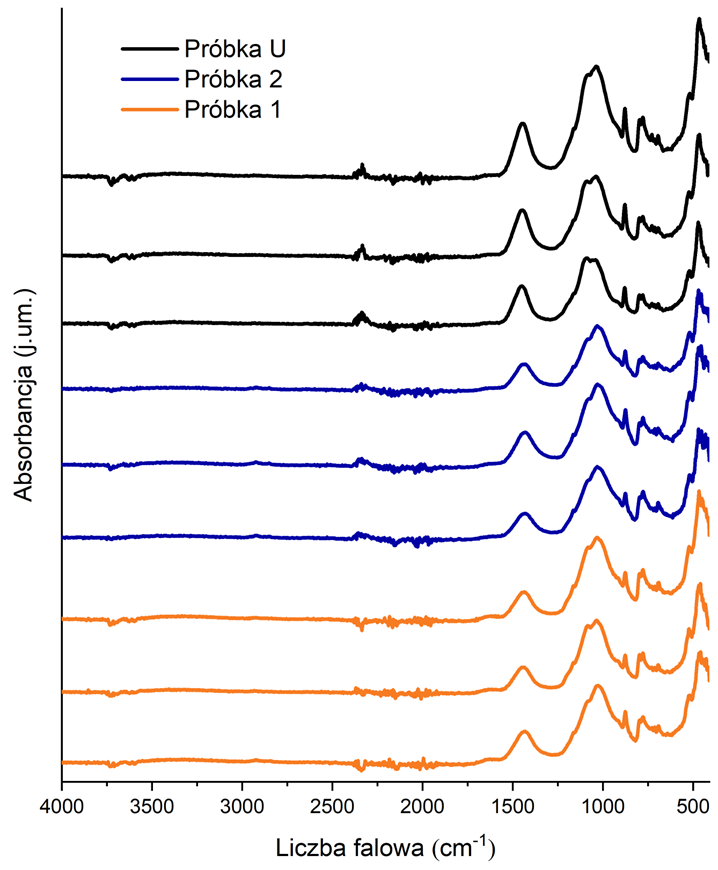 Próbka U
Próbka 2
Próbka 1
Absorbancja (j.um.)
4000 3500 3000 2500 2000 1500 1000 500
Liczba falowa (cm⁻¹)